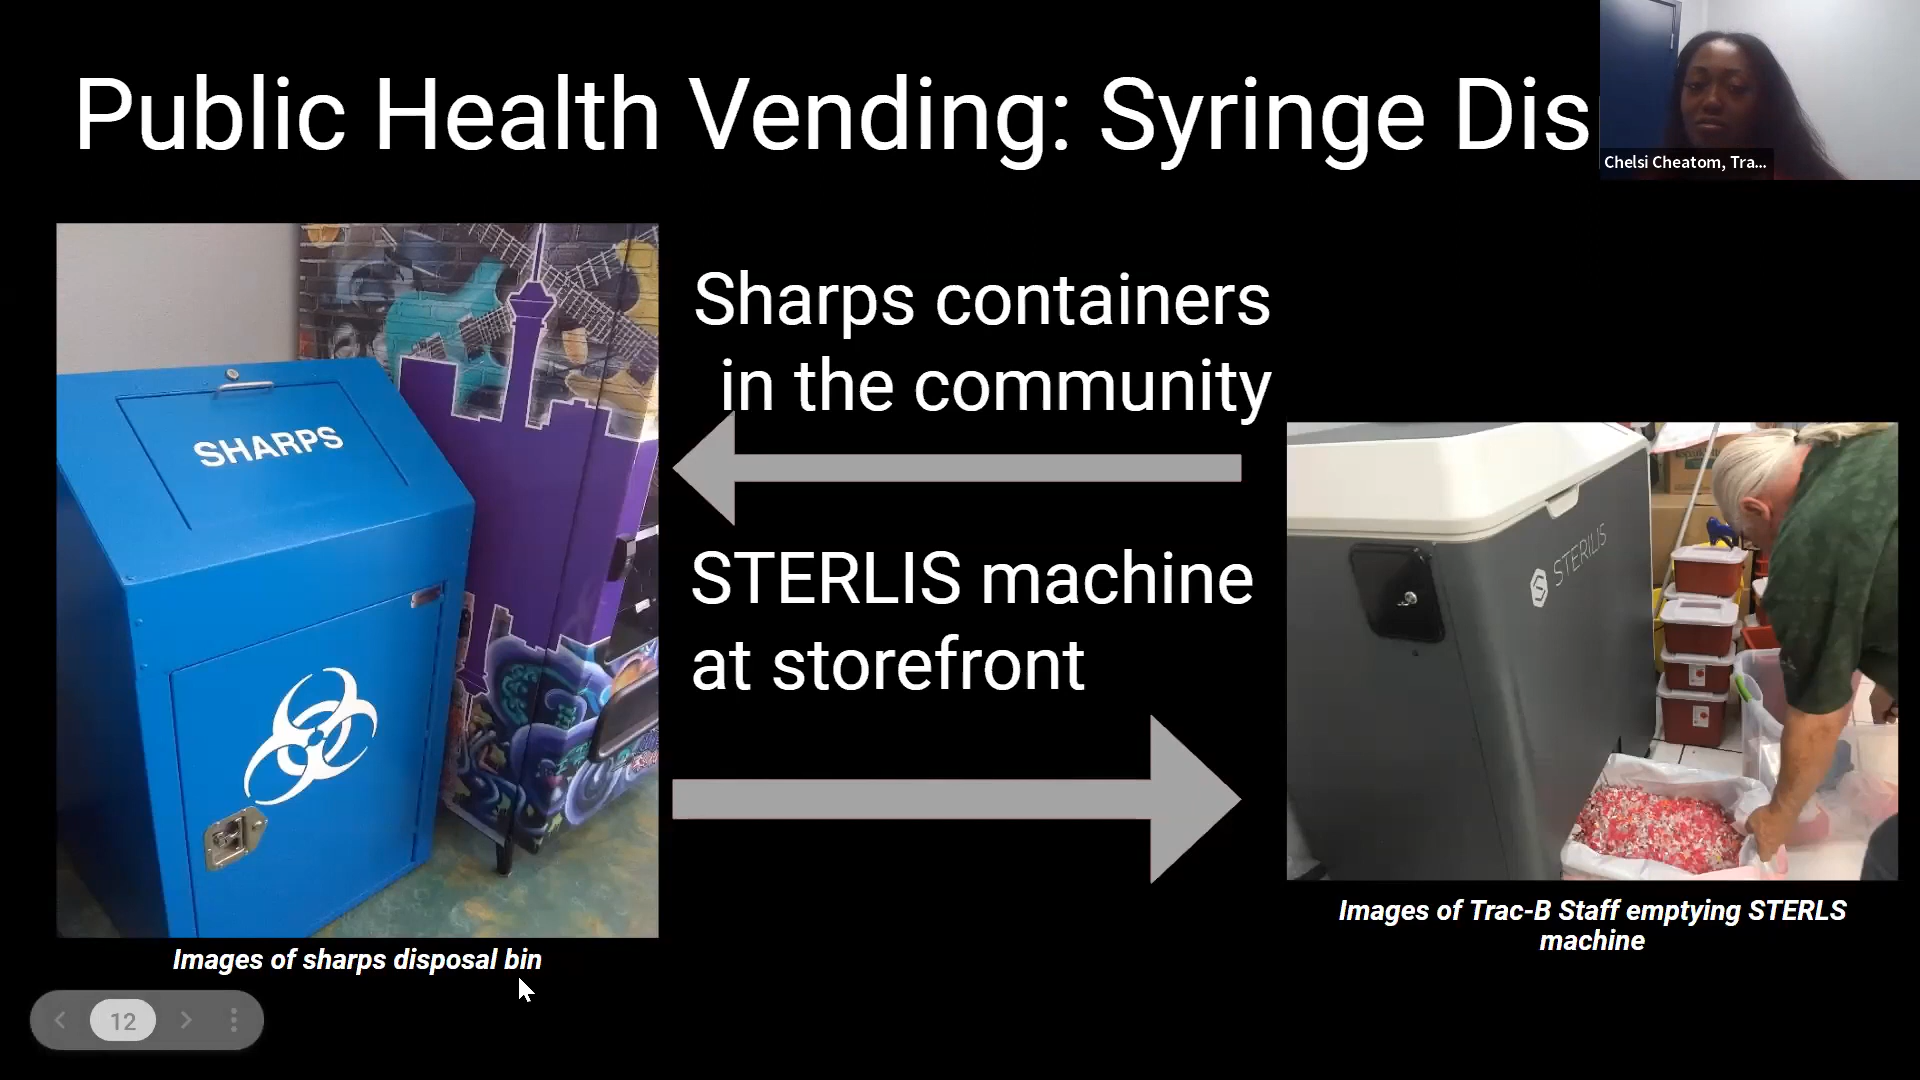 Public Health Vending: Syringe Dis
Chelsi Cheatom, Tra...
Sharps containers
in the community
SHARPS
STERLIS machine
at storefront
STERILIS
Images of Trac-B Staff emptying STERLS
machine
Images of sharps disposal bin
12